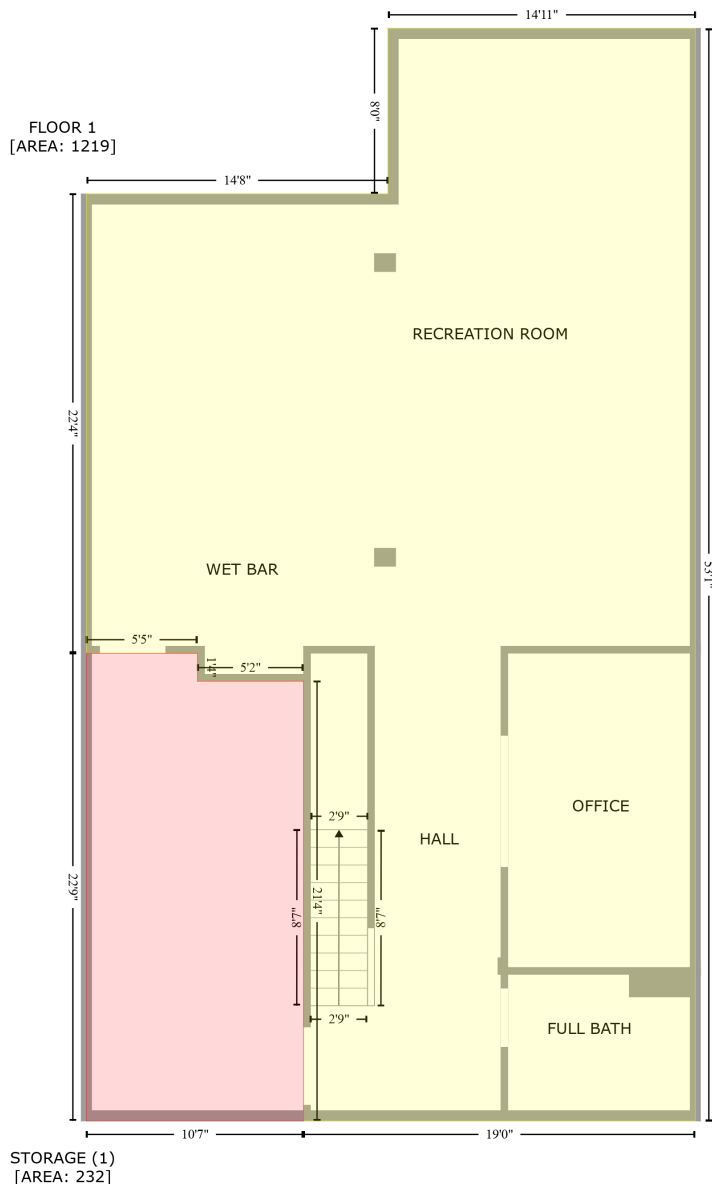 14'11"
8'0"
FLOOR 1
[AREA: 1219]
14'8"
RECREATION ROOM
22'4"
53'1"
WET BAR
5'5"
1'4"
5'2"
OFFICE
2'9"
HALL
22'9"
21'4"
8'7"
8'7"
2'9"
FULL BATH
10'7"
19'0"
STORAGE (1)
[AREA: 232]